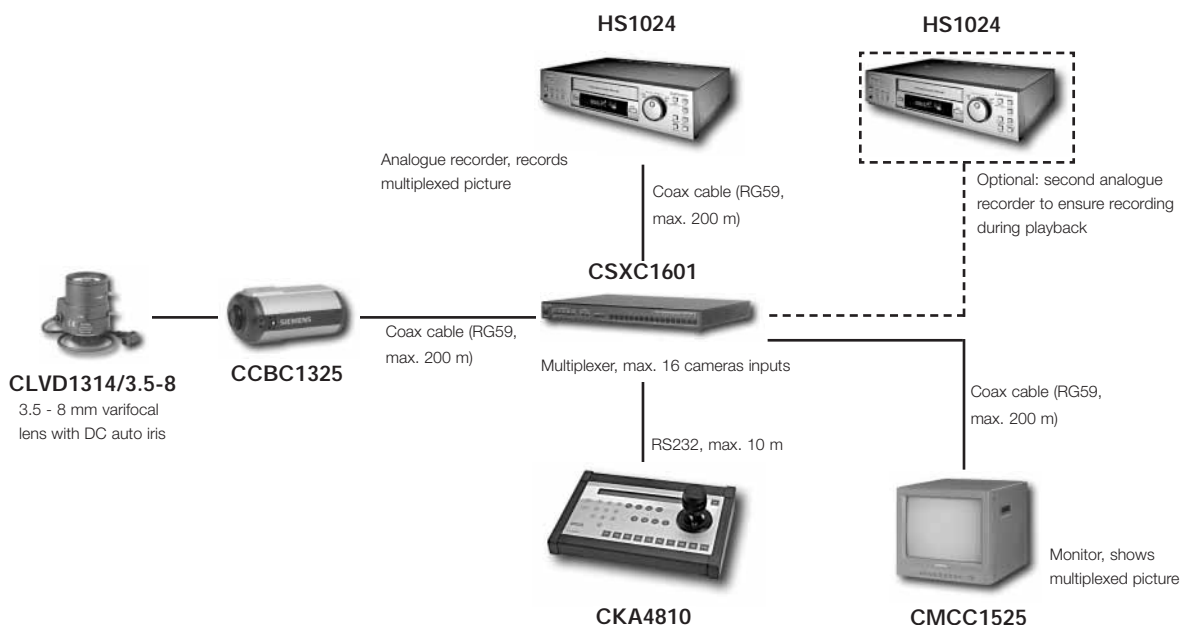 HS1024
HS1024
Analogue recorder, records
multiplexed picture
Coax cable (RG59,
max. 200 m)
Optional: second analogue
recorder to ensure recording
during playback
CSXC1601
SIEMENS
Coax cable (RG59,
max. 200 m)
CLVD1314/3.5-8
3.5 - 8 mm varifocal
lens with DC auto iris
CCBC1325
Multiplexer, max. 16 cameras inputs
Coax cable (RG59,
max. 200 m)
RS232, max. 10 m
Monitor, shows
multiplexed picture
CKA4810
CMCC1525